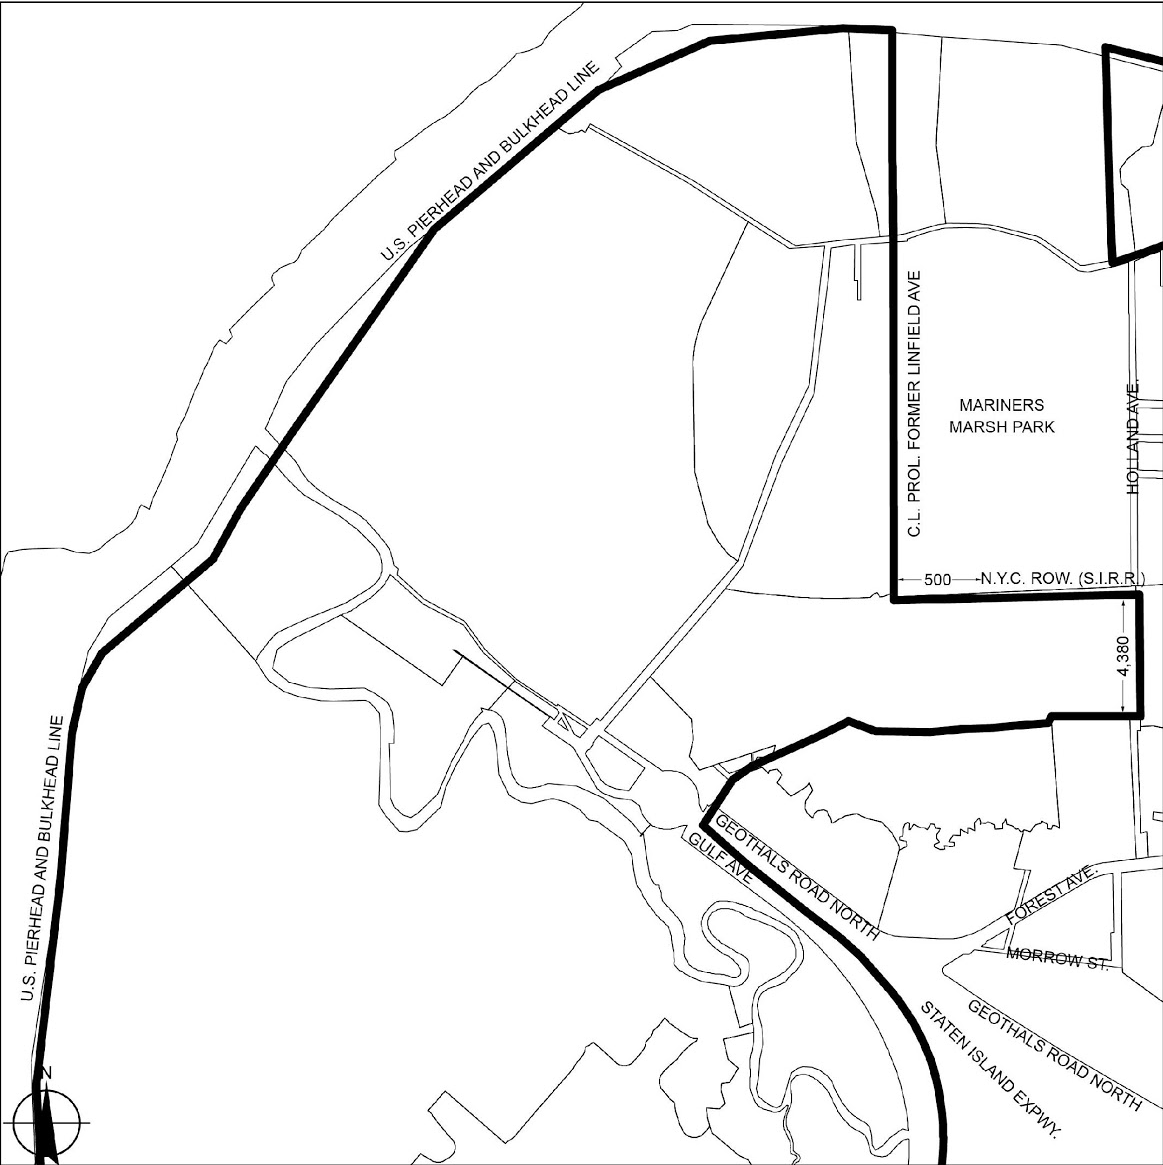 U.S. PIERHEAD AND BULKHEAD LINE
C.L. PROL. FORMER LINFIELD AVE
MARINERS
MARSH PARK
HOLLAND AVE.
500
N.Y.C. ROW. (S.I.R.R.)
4,380
U.S. PIERHEAD AND BULKHEAD LINE
GEOTHALS ROAD NORTH
GULF AVE
FOREST AVE.
MORROW ST.
GEOTHALS ROAD NORTH
STATEN ISLAND EXPWY.
N